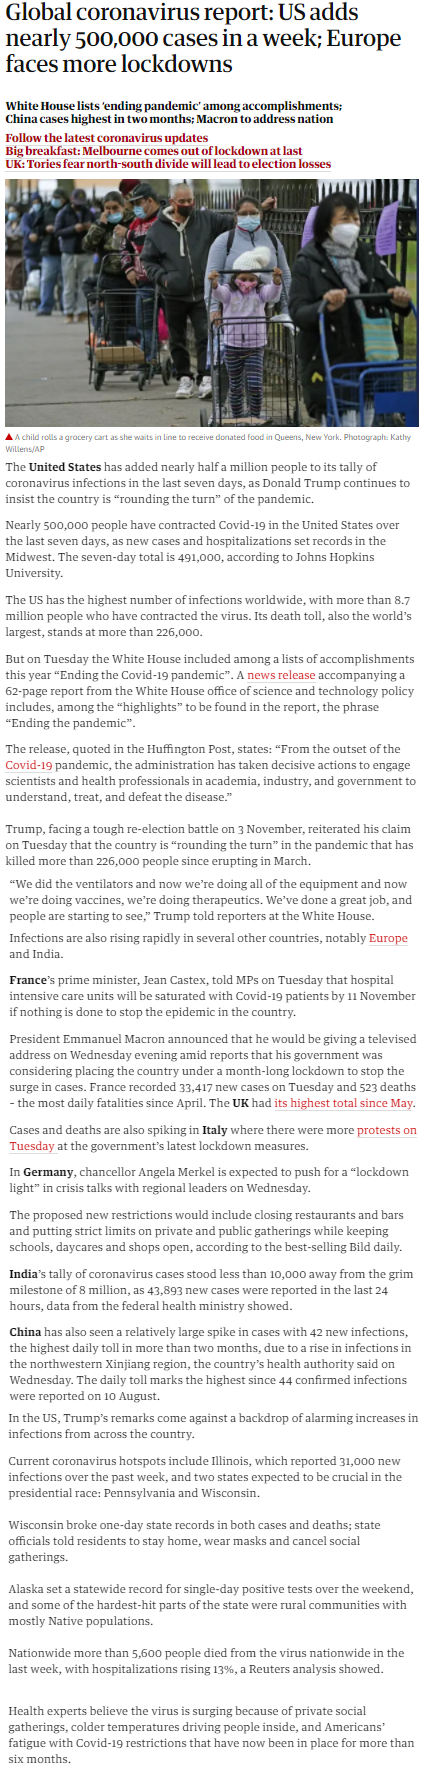 Global coronavirus report: US adds
nearly 500,000 cases in a week; Europe
faces more lockdowns
White House lists ‘ending pandemic’ among accomplishments;
China cases highest in two months; Macron to address nation
Follow the latest coronavirus updates
Big breakfast: Melbourne comes out of lockdown at last
UK: Tories fear north-south divide will lead to election losses
A child rolls a grocery cart as she waits in line to receive donated food in Queens, New York. Photograph: Kathy
Willens/AP
The United States has added nearly half a million people to its tally of
coronavirus infections in the last seven days, as Donald Trump continues to
insist the country is “rounding the turn” of the pandemic.
Nearly 500,000 people have contracted Covid-19 in the United States over
the last seven days, as new cases and hospitalizations set records in the
Midwest. The seven-day total is 491,000, according to Johns Hopkins
University.
The US has the highest number of infections worldwide, with more than 8.7
million people who have contracted the virus. Its death toll, also the world’s
largest, stands at more than 226,000.
But on Tuesday the White House included among a lists of accomplishments
this year “Ending the Covid-19 pandemic”. A news release accompanying a
62-page report from the White House office of science and technology policy
includes, among the “highlights” to be found in the report, the phrase
“Ending the pandemic”.
The release, quoted in the Huffington Post, states: “From the outset of the
Covid-19 pandemic, the administration has taken decisive actions to engage
scientists and health professionals in academia, industry, and government to
understand, treat, and defeat the disease.”
Trump, facing a tough re-election battle on 3 November, reiterated his claim
on Tuesday that the country is “rounding the turn” in the pandemic that has
killed more than 226,000 people since erupting in March.
“We did the ventilators and now we’re doing all of the equipment and now
we’re doing vaccines, we’re doing therapeutics. We’ve done a great job, and
people are starting to see,” Trump told reporters at the White House.
Infections are also rising rapidly in several other countries, notably Europe
and India.
France’s prime minister, Jean Castex, told MPs on Tuesday that hospital
intensive care units will be saturated with Covid-19 patients by 11 November
if nothing is done to stop the epidemic in the country.
President Emmanuel Macron announced that he would be giving a televised
address on Wednesday evening amid reports that his government was
considering placing the country under a month-long lockdown to stop the
surge in cases. France recorded 33,417 new cases on Tuesday and 523 deaths
– the most daily fatalities since April. The UK had its highest total since May.
Cases and deaths are also spiking in Italy where there were more protests on
Tuesday at the government’s latest lockdown measures.
In Germany, chancellor Angela Merkel is expected to push for a “lockdown
light” in crisis talks with regional leaders on Wednesday.
The proposed new restrictions would include closing restaurants and bars
and putting strict limits on private and public gatherings while keeping
schools, daycares and shops open, according to the best-selling Bild daily.
India’s tally of coronavirus cases stood less than 10,000 away from the grim
milestone of 8 million, as 43,893 new cases were reported in the last 24
hours, data from the federal health ministry showed.
China has also seen a relatively large spike in cases with 42 new infections,
the highest daily toll in more than two months, due to a rise in infections in
the northwestern Xinjiang region, the country’s health authority said on
Wednesday. The daily toll marks the highest since 44 confirmed infections
were reported on 10 August.
In the US, Trump’s remarks come against a backdrop of alarming increases in
infections from across the country.
Current coronavirus hotspots include Illinois, which reported 31,000 new
infections over the past week, and two states expected to be crucial in the
presidential race: Pennsylvania and Wisconsin.
Wisconsin broke one-day state records in both cases and deaths; state
officials told residents to stay home, wear masks and cancel social
gatherings.
Alaska set a statewide record for single-day positive tests over the weekend,
and some of the hardest-hit parts of the state were rural communities with
mostly Native populations.
Nationwide more than 5,600 people died from the virus nationwide in the
last week, with hospitalizations rising 13%, a Reuters analysis showed.
Health experts believe the virus is surging because of private social
gatherings, colder temperatures driving people inside, and Americans’
fatigue with Covid-19 restrictions that have now been in place for more than
six months.